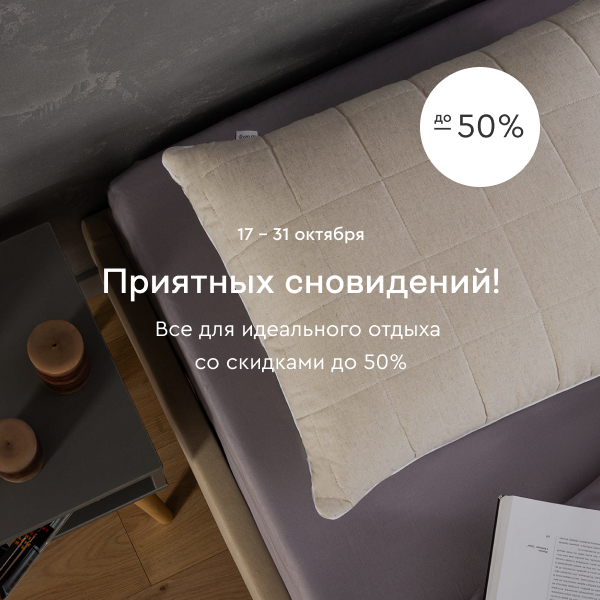 до 50%
17 – 31 октября
Приятных сновидений!
Все для идеального отдыха
со скидками до 50%